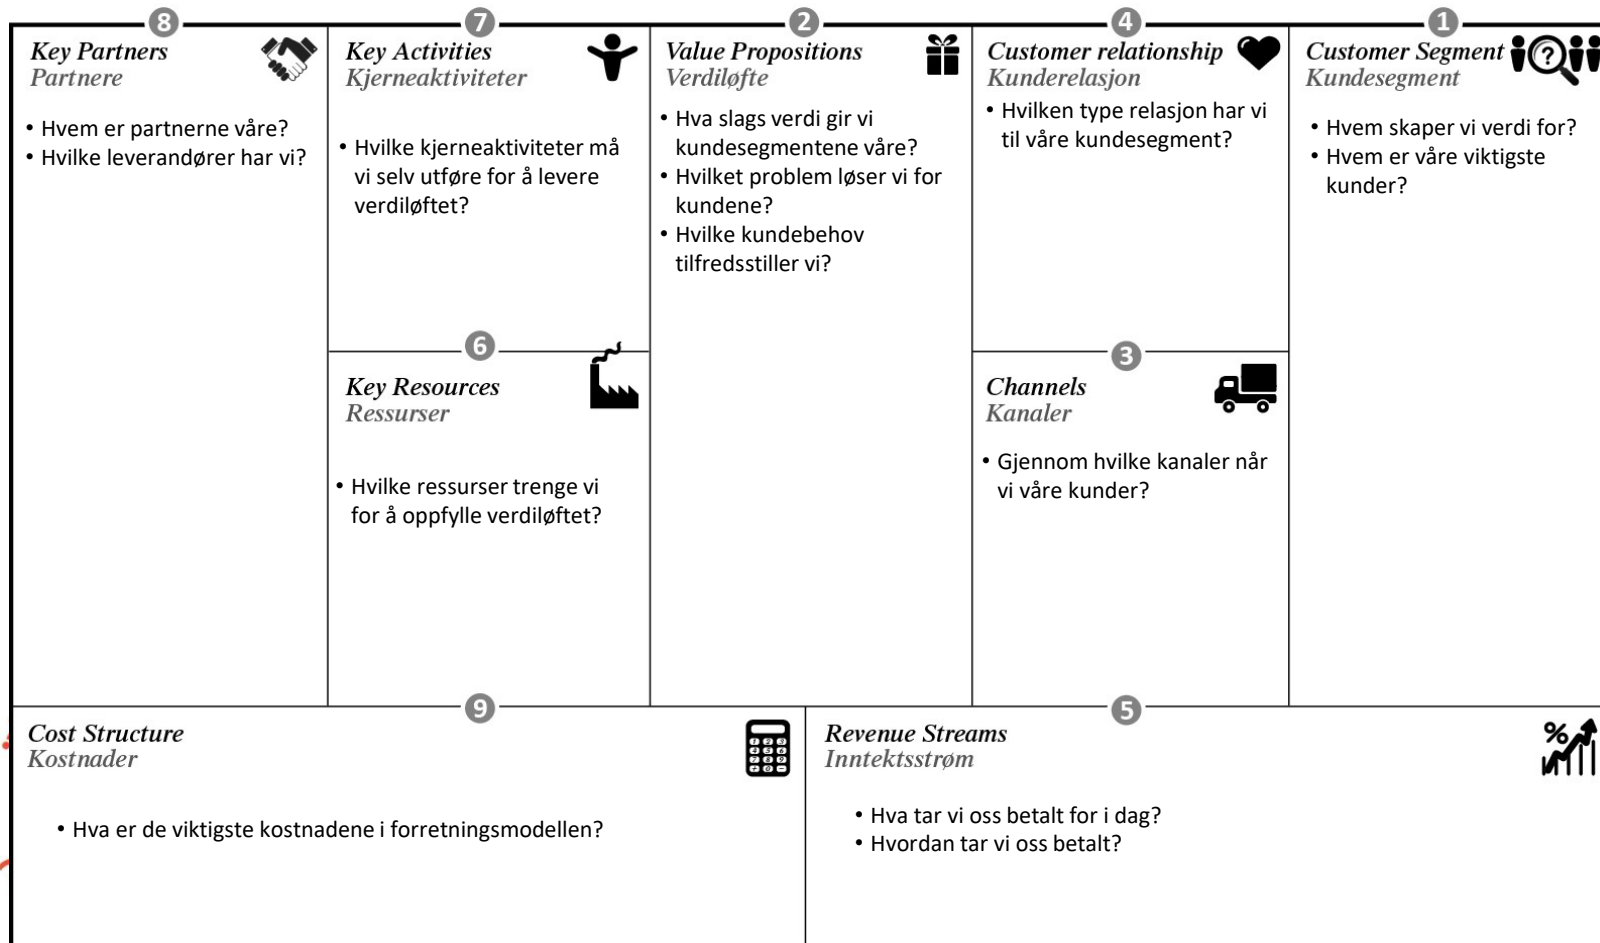 8
Key Partners
Partnere
• Hvem er partnerne våre?
• Hvilke leverandører har vi?
7
Key Activities
Kjerneaktiviteter
• Hvilke kjerneaktiviteter må
vi selv utføre for å levere
verdiløftet?
6
Key Resources
Ressurser
• Hvilke ressurser trenge vi
for å oppfylle verdiløftet?
2
Value Propositions
Verdiløfte
• Hva slags verdi gir vi
kundesegmentene våre?
• Hvilket problem løser vi for
kundene?
• Hvilke kundebehov
tilfredsstiller vi?
4
Customer relationship
Kunderelasjon
• Hvilken type relasjon har vi
til våre kundesegment?
3
Channels
Kanaler
• Gjennom hvilke kanaler når
vi våre kunder?
1
Customer Segment
Kundesegment
?
• Hvem skaper vi verdi for?
• Hvem er våre viktigste
kunder?
9
Cost Structure
Kostnader
• Hva er de viktigste kostnadene i forretningsmodellen?
5
Revenue Streams
Inntektsstrøm
%
• Hva tar vi oss betalt for i dag?
• Hvordan tar vi oss betalt?